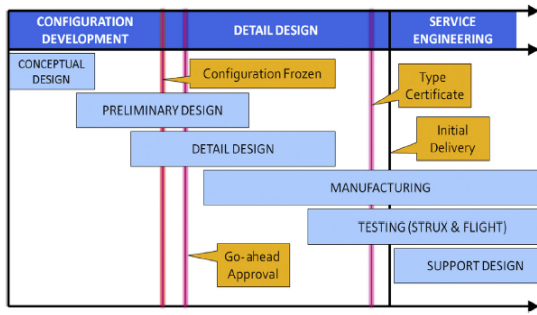 CONFIGURATION
DEVELOPMENT
DETAIL DESIGN
SERVICE
ENGINEERING
CONCEPTUAL
DESIGN
Configuration Frozen
Type
Certificate
PRELIMINARY DESIGN
Initial
Delivery
DETAIL DESIGN
MANUFACTURING
TESTING (STRUX & FLIGHT)
Go-ahead
Approval
SUPPORT DESIGN